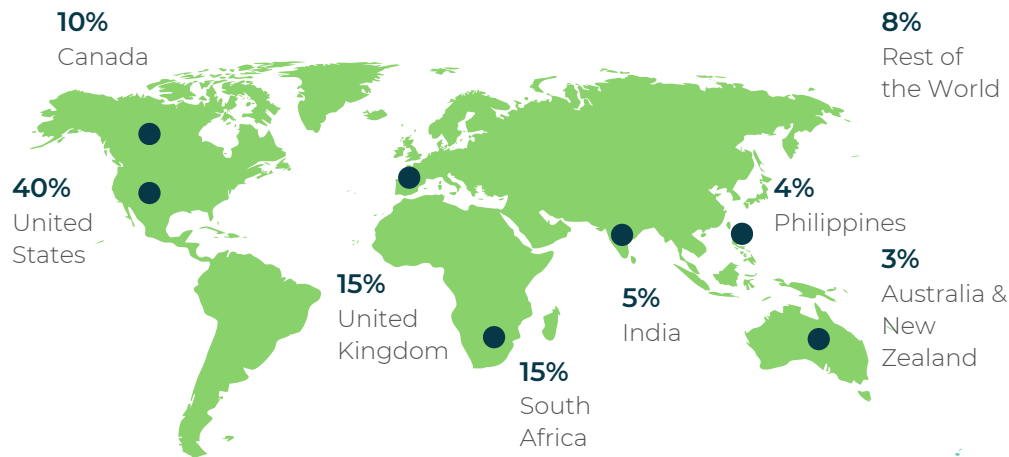 10%
Canada
8%
Rest of
the World
40%
United
States
4%
Philippines
15%
United
Kingdom
5%
India
3%
Australia &
New
Zealand
15%
South
Africa